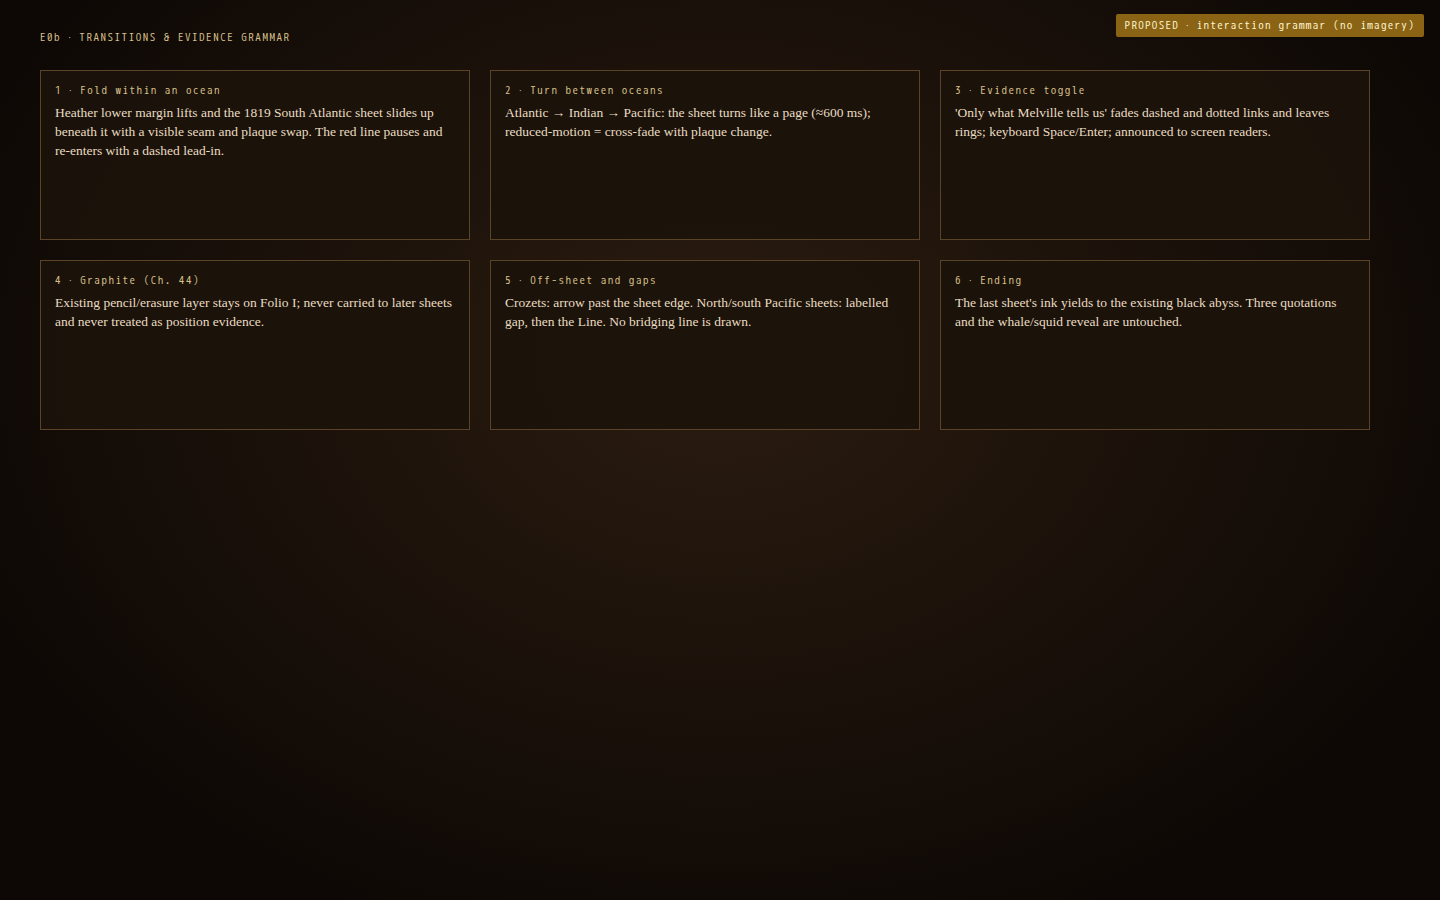 E0b · TRANSITIONS & EVIDENCE GRAMMAR
PROPOSED · interaction grammar (no imagery)
1 · Fold within an ocean
Heather lower margin lifts and the 1819 South Atlantic sheet slides up
beneath it with a visible seam and plaque swap. The red line pauses and
re-enters with a dashed lead-in.
2 · Turn between oceans
Atlantic → Indian → Pacific: the sheet turns like a page (≈600 ms);
reduced-motion = cross-fade with plaque change.
3 · Evidence toggle
'Only what Melville tells us' fades dashed and dotted links and leaves
rings; keyboard Space/Enter; announced to screen readers.
4 · Graphite (Ch. 44)
Existing pencil/erasure layer stays on Folio I; never carried to later sheets
and never treated as position evidence.
5 · Off-sheet and gaps
Crozets: arrow past the sheet edge. North/south Pacific sheets: labelled
gap, then the Line. No bridging line is drawn.
6 · Ending
The last sheet's ink yields to the existing black abyss. Three quotations
and the whale/squid reveal are untouched.